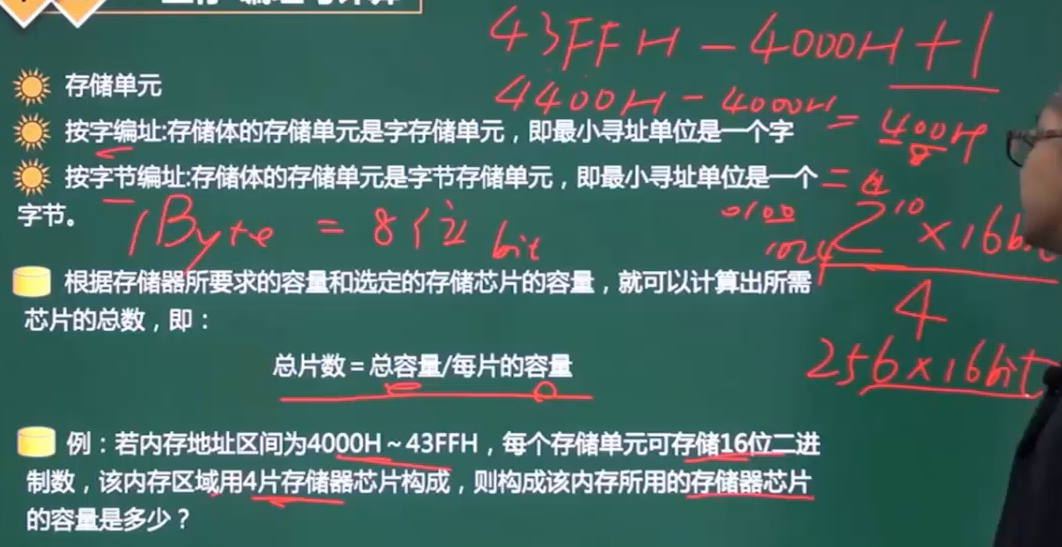 43FFH - 4000H + 1
4400H - 4000H = 400H
存储单元
按字编址:存储体的存储单元是字存储单元，即最小寻址单位是一个字
按字节编址:存储体的存储单元是字节存储单元，即最小寻址单位是一个
字节。
1Byte = 8位 bit
0100
1024
= 2^10 × 16bit
4
256×16bit
根据存储器所要求的容量和选定的存储芯片的容量，就可以计算出所需
芯片的总数，即：
总片数＝总容量/每片的容量
例：若内存地址区间为4000H～43FFH，每个存储单元可存储16位二进
制数，该内存区域用4片存储器芯片构成，则构成该内存所用的存储器芯片
的容量是多少？